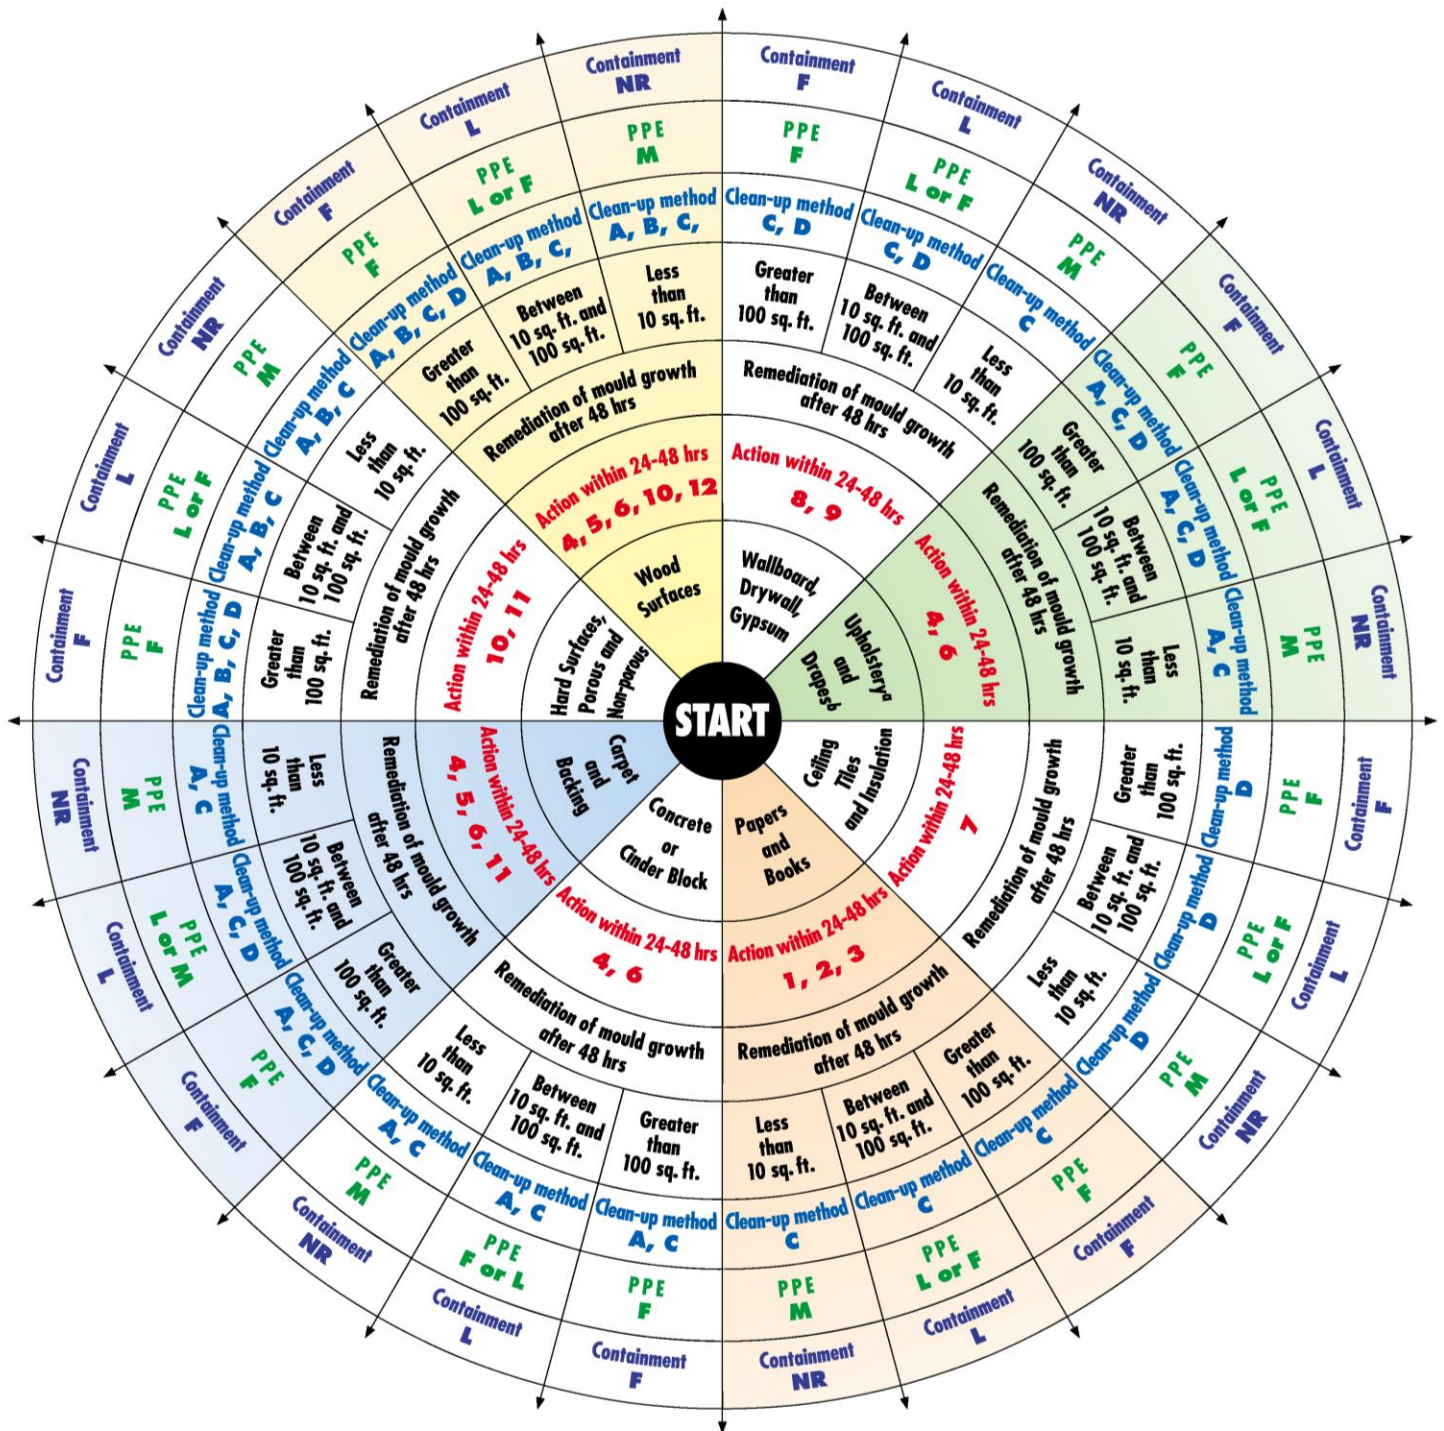 START
Wallboard,
Drywall,
Gypsum
Action within 24-48 hrs
8, 9
Remediation of mould growth
after 48 hrs
Greater
than
100 sq. ft.
Clean-up method
C, D
PPE
F
Containment
F
Between
10 sq. ft. and
100 sq. ft.
Clean-up method
C, D
PPE
L or F
Containment
L
Less
than
10 sq. ft.
Clean-up method
C
PPE
M
Containment
NR
Upholsteryᵃ
and
Drapesᵇ
Action within 24-48 hrs
4, 6
Remediation of mould growth
after 48 hrs
Greater
than
100 sq. ft.
Clean-up method
A, C, D
PPE
F
Containment
F
Between
10 sq. ft. and
100 sq. ft.
Clean-up method
A, C, D
PPE
L or F
Containment
L
Less
than
10 sq. ft.
Clean-up method
A, C
PPE
M
Containment
NR
Ceiling
Tiles
and Insulation
Action within 24-48 hrs
7
Remediation of mould growth
after 48 hrs
Greater
than
100 sq. ft.
Clean-up method
D
PPE
F
Containment
F
Between
10 sq. ft. and
100 sq. ft.
Clean-up method
D
PPE
L or F
Containment
L
Less
than
10 sq. ft.
Clean-up method
D
PPE
M
Containment
NR
Papers
and
Books
Action within 24-48 hrs
1, 2, 3
Remediation of mould growth
after 48 hrs
Greater
than
100 sq. ft.
Clean-up method
C
PPE
F
Containment
F
Between
10 sq. ft. and
100 sq. ft.
Clean-up method
C
PPE
L or F
Containment
L
Less
than
10 sq. ft.
Clean-up method
C
PPE
M
Containment
NR
Concrete
or
Cinder Block
Action within 24-48 hrs
4, 6
Remediation of mould growth
after 48 hrs
Greater
than
100 sq. ft.
Clean-up method
A, C
PPE
F
Containment
F
Between
10 sq. ft. and
100 sq. ft.
Clean-up method
A, C
PPE
F or L
Containment
L
Less
than
10 sq. ft.
Clean-up method
A, C
PPE
M
Containment
NR
Carpet
and
Backing
Action within 24-48 hrs
4, 5, 6, 11
Remediation of mould growth
after 48 hrs
Greater
than
100 sq. ft.
Clean-up method
A, C, D
PPE
F
Containment
F
Between
10 sq. ft. and
100 sq. ft.
Clean-up method
A, C, D
PPE
L or M
Containment
L
Less
than
10 sq. ft.
Clean-up method
A, C
PPE
M
Containment
NR
Hard Surfaces,
Porous and
Non-porous
Action within 24-48 hrs
10, 11
Remediation of mould growth
after 48 hrs
Greater
than
100 sq. ft.
Clean-up method
A, B, C, D
PPE
F
Containment
F
Between
10 sq. ft. and
100 sq. ft.
Clean-up method
A, B, C
PPE
L or F
Containment
L
Less
than
10 sq. ft.
Clean-up method
A, B, C
PPE
M
Containment
NR
Wood
Surfaces
Action within 24-48 hrs
4, 5, 6, 10, 12
Remediation of mould growth
after 48 hrs
Greater
than
100 sq. ft.
Clean-up method
A, B, C, D
PPE
F
Containment
F
Between
10 sq. ft. and
100 sq. ft.
Clean-up method
A, B, C,
PPE
L or F
Containment
L
Less
than
10 sq. ft.
Clean-up method
A, B, C,
PPE
M
Containment
NR